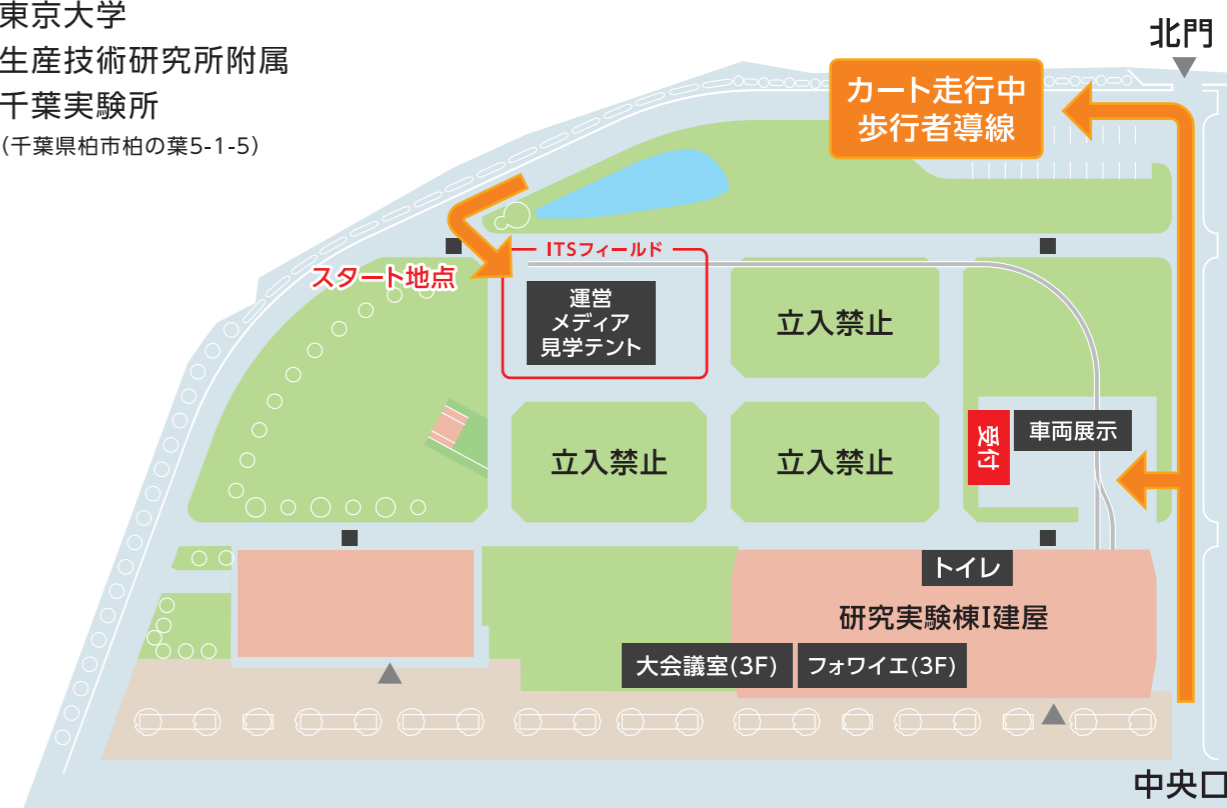 東京大学
生産技術研究所附属
千葉実験所
(千葉県柏市柏の葉5-1-5)
北門
カート走行中
歩行者導線
ITSフィールド
スタート地点
運営
メディア
見学テント
立入禁止
立入禁止
立入禁止
受付
車両展示
トイレ
研究実験棟I建屋
大会議室(3F)
フォワイエ(3F)
中央口